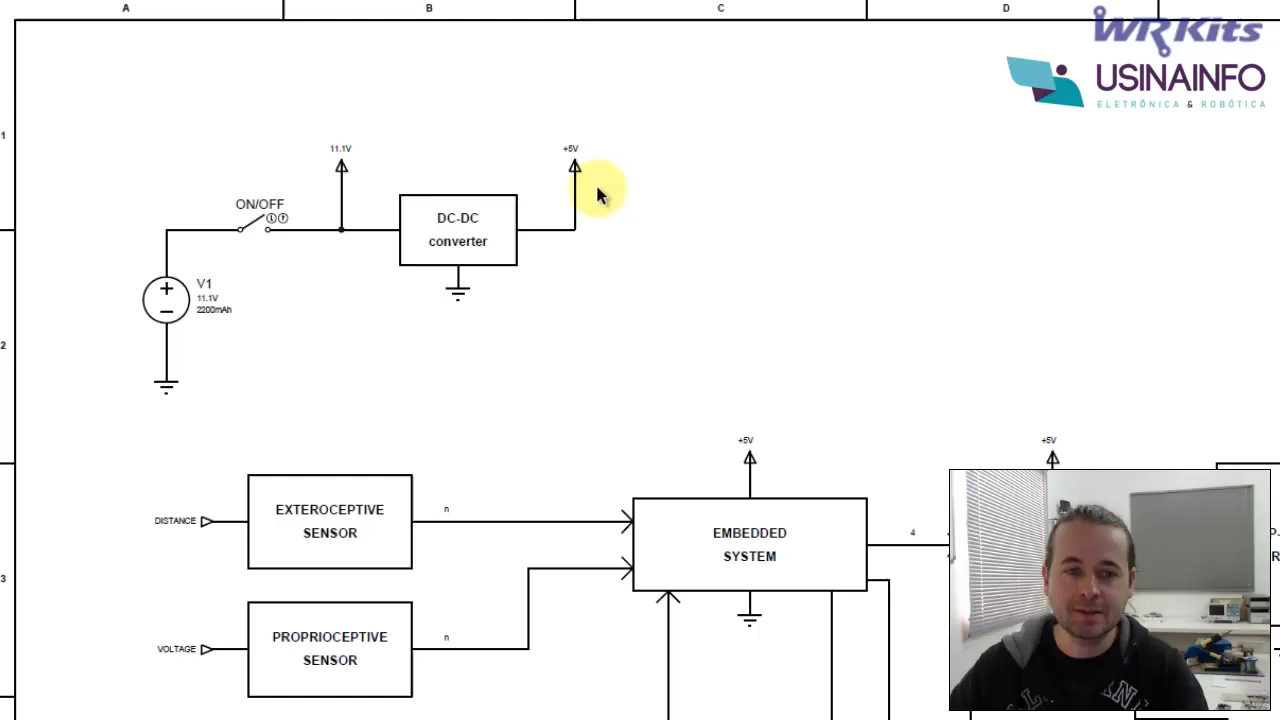 A
B
C
D
WRKits
USINAINFO
ELETRÔNICA & ROBÓTICA
1
11.1V
+5V
ON/OFF
DC-DC
converter
V1
11.1V
2200mAh
2
+5V
+5V
DISTANCE
EXTEROCEPTIVE
SENSOR
n
EMBEDDED
SYSTEM
4
3
VOLTAGE
PROPRIOCEPTIVE
SENSOR
n